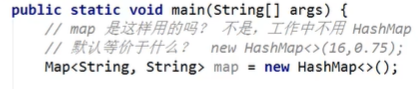 public static void main(String[] args) {
// map 是这样用的吗? 不是，工作中不用 HashMap
// 默认等价于什么? new HashMap<>(16,0.75);
Map<String, String> map = new HashMap<>();